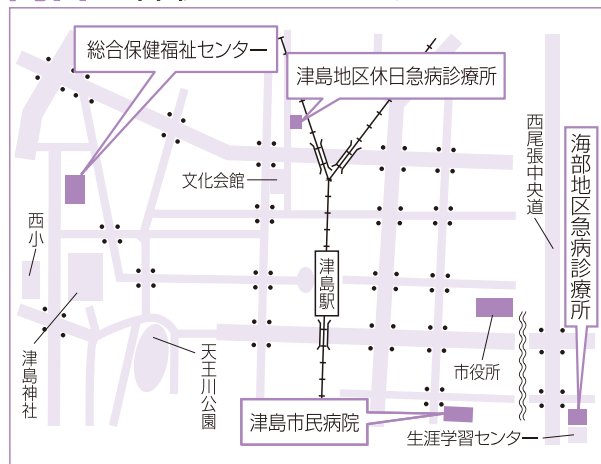 総合保健福祉センター
津島地区休日急病診療所
西尾張中央道
海部地区急病診療所
文化会館
西小
津島駅
津島神社
天王川公園
市役所
津島市民病院
生涯学習センター